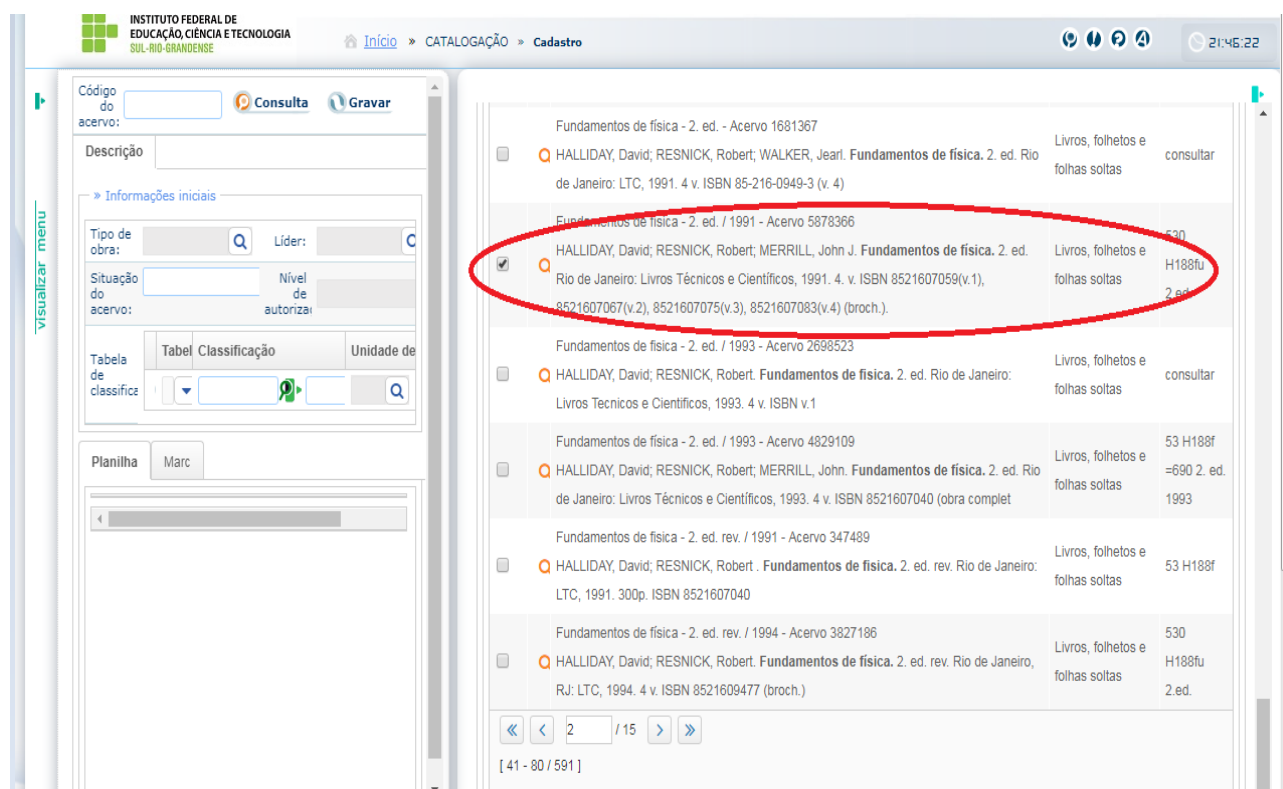 INSTITUTO FEDERAL DE
EDUCAÇÃO, CIÊNCIA E TECNOLOGIA
SUL-RIO-GRANDENSE
Início » CATALOGAÇÃO » Cadastro
21:46:22
visualizar menu
Código
do
acervo:
Consulta
Gravar
Descrição
» Informações iniciais
Tipo de
obra:
Líder:
Situação
do
acervo:
Nível
de
autoriza
Tabela
de
classifica
Tabel
Classificação
Unidade de
Planilha
Marc
Fundamentos de física - 2. ed. - Acervo 1681367
HALLIDAY, David; RESNICK, Robert; WALKER, Jearl. Fundamentos de física. 2. ed. Rio
de Janeiro: LTC, 1991. 4 v. ISBN 85-216-0949-3 (v. 4)
Livros, folhetos e
folhas soltas
consultar
Fundamentos de física - 2. ed. / 1991 - Acervo 5878366
HALLIDAY, David; RESNICK, Robert; MERRILL, John J. Fundamentos de física. 2. ed.
Rio de Janeiro: Livros Técnicos e Científicos, 1991. 4. v. ISBN 8521607059(v.1),
8521607067(v.2), 8521607075(v.3), 8521607083(v.4) (broch.).
Livros, folhetos e
folhas soltas
530
H188fu
2.ed.
Fundamentos de fisica - 2. ed. / 1993 - Acervo 2698523
HALLIDAY, David; RESNICK, Robert. Fundamentos de fisica. 2. ed. Rio de Janeiro:
Livros Tecnicos e Cientificos, 1993. 4 v. ISBN v.1
Livros, folhetos e
folhas soltas
consultar
Fundamentos de física - 2. ed. / 1993 - Acervo 4829109
HALLIDAY, David; RESNICK, Robert; MERRILL, John. Fundamentos de física. 2. ed. Rio
de Janeiro: Livros Técnicos e Científicos, 1993. 4 v. ISBN 8521607040 (obra complet
Livros, folhetos e
folhas soltas
53 H188f
=690 2. ed.
1993
Fundamentos de fisica - 2. ed. rev. / 1991 - Acervo 347489
HALLIDAY, David; RESNICK, Robert . Fundamentos de fisica. 2. ed. rev. Rio de Janeiro:
LTC, 1991. 300p. ISBN 8521607040
Livros, folhetos e
folhas soltas
53 H188f
Fundamentos de física - 2. ed. rev. / 1994 - Acervo 3827186
HALLIDAY, David; RESNICK, Robert. Fundamentos de física. 2. ed. rev. Rio de Janeiro,
RJ: LTC, 1994. 4 v. ISBN 8521609477 (broch.)
Livros, folhetos e
folhas soltas
530
H188fu
2.ed.
2 / 15
[ 41 - 80 / 591 ]